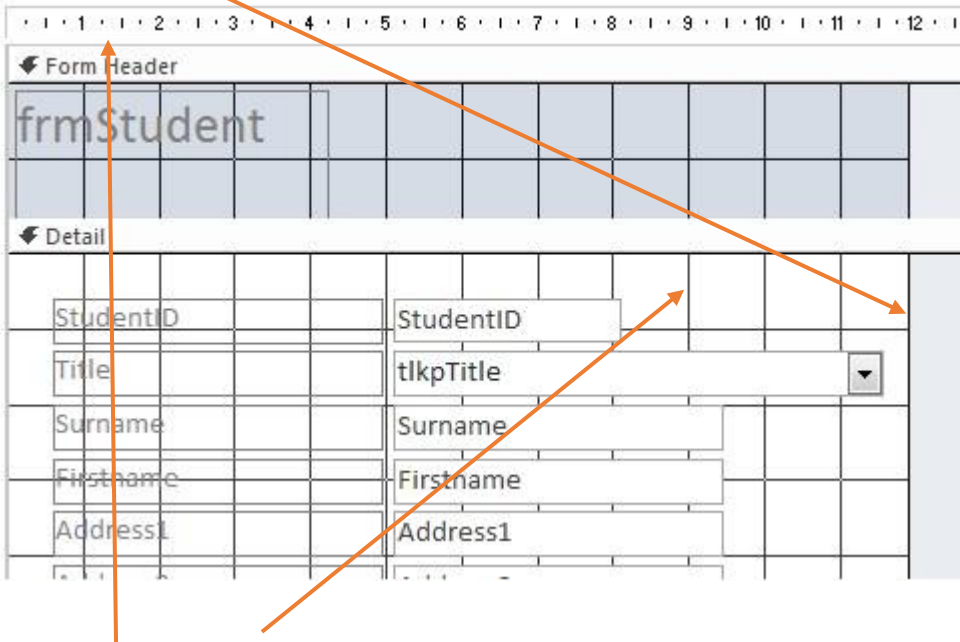 1 2 3 4 5 6 7 8 9 10 11 12
Form Header
frmStudent
Detail
StudentID StudentID
Title tlkpTitle
Surname Surname
Firstname Firstname
Address1 Address1